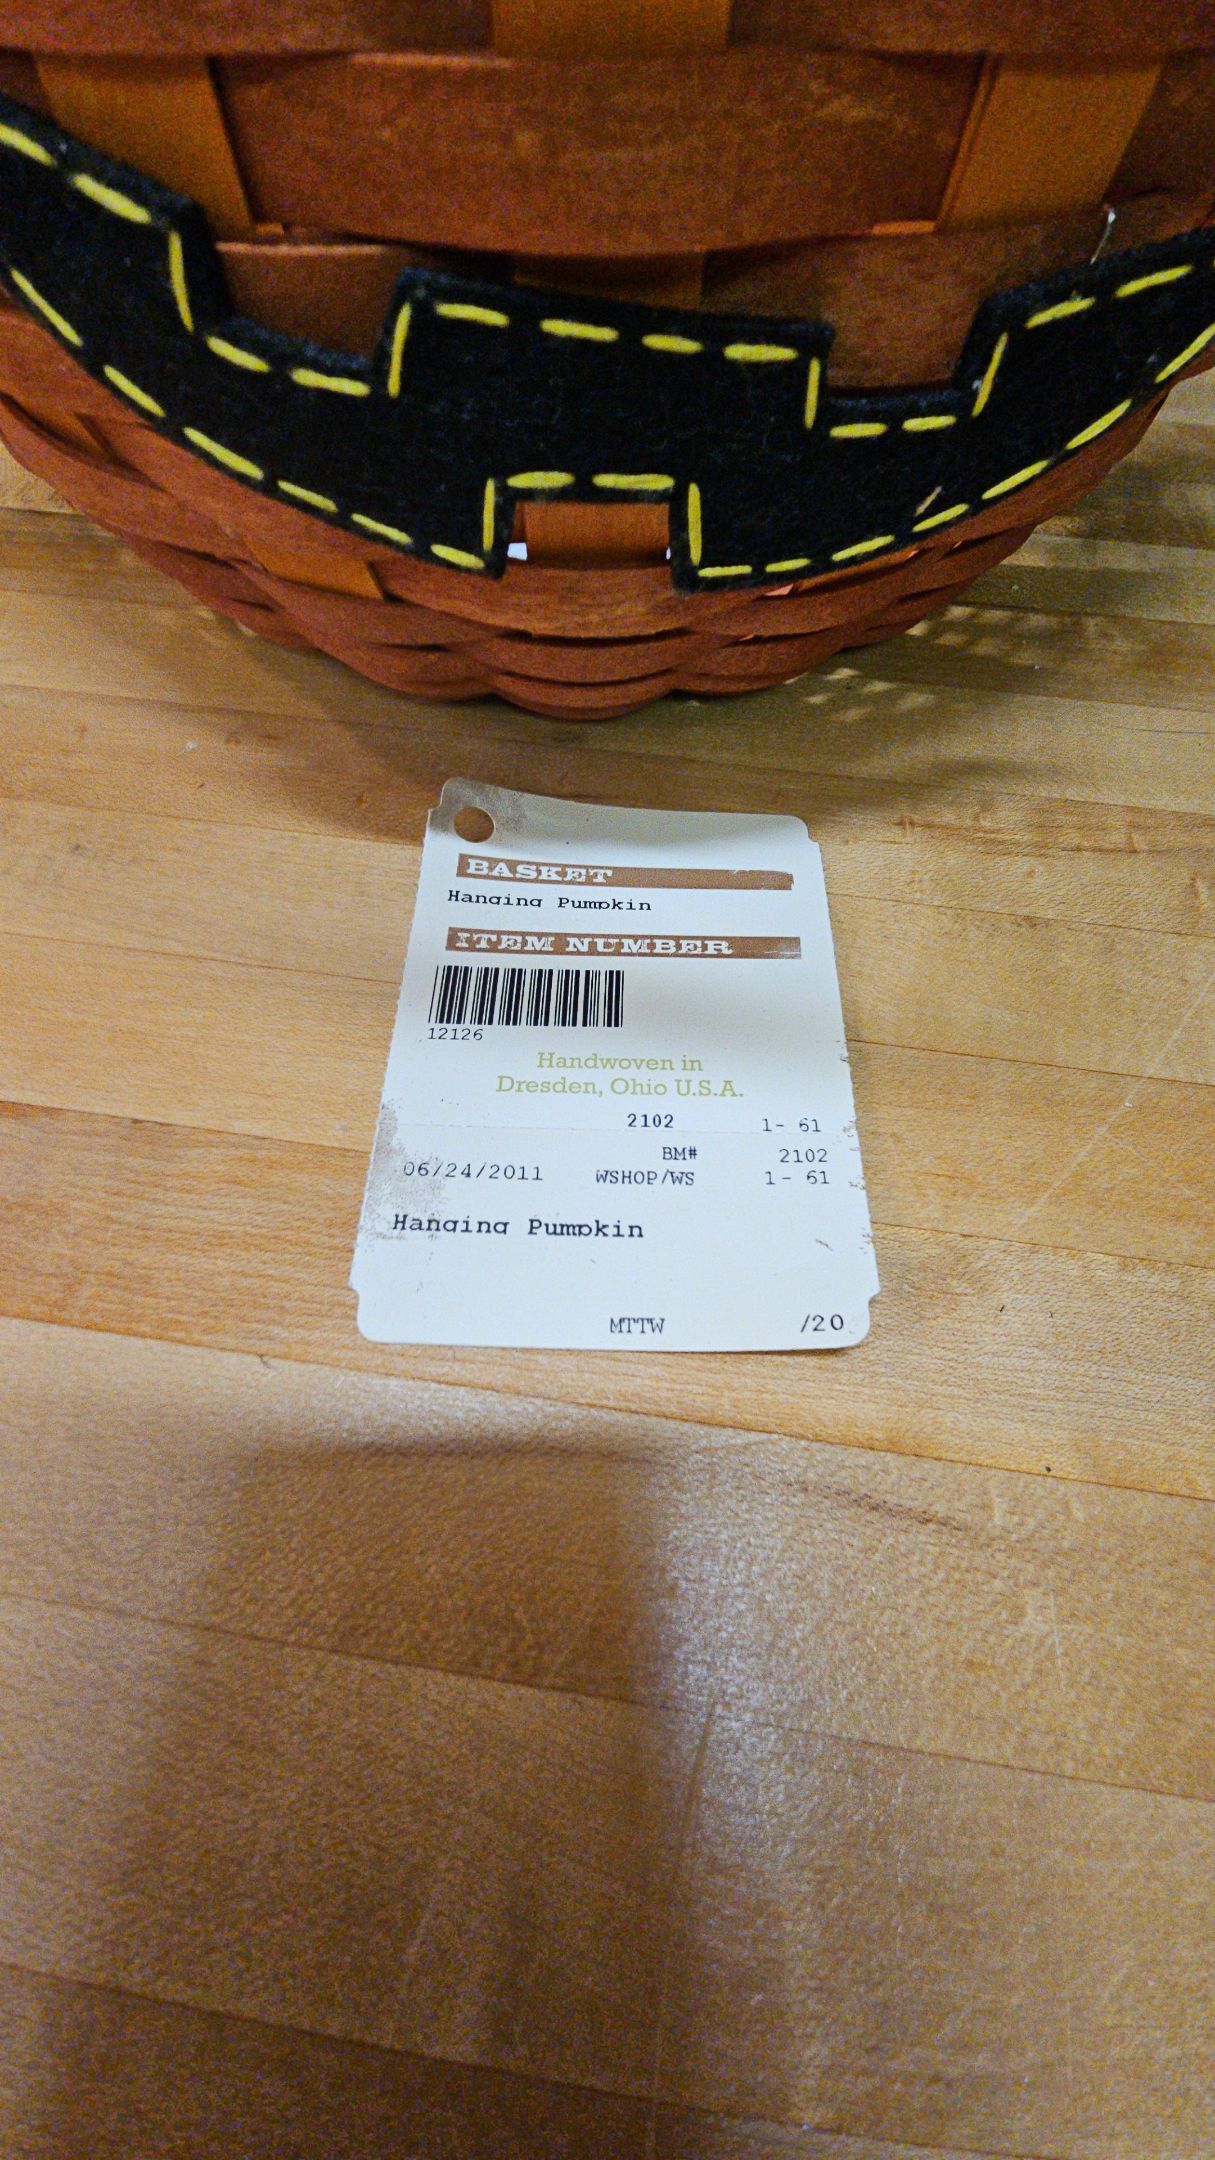 BASKET
Hanging Pumpkin
ITEM NUMBER
12126
Handwoven in
Dresden, Ohio U.S.A.
2102 1- 61
BM# 2102
06/24/2011 WSHOP/WS 1- 61
Hanging Pumpkin
MTTW /20